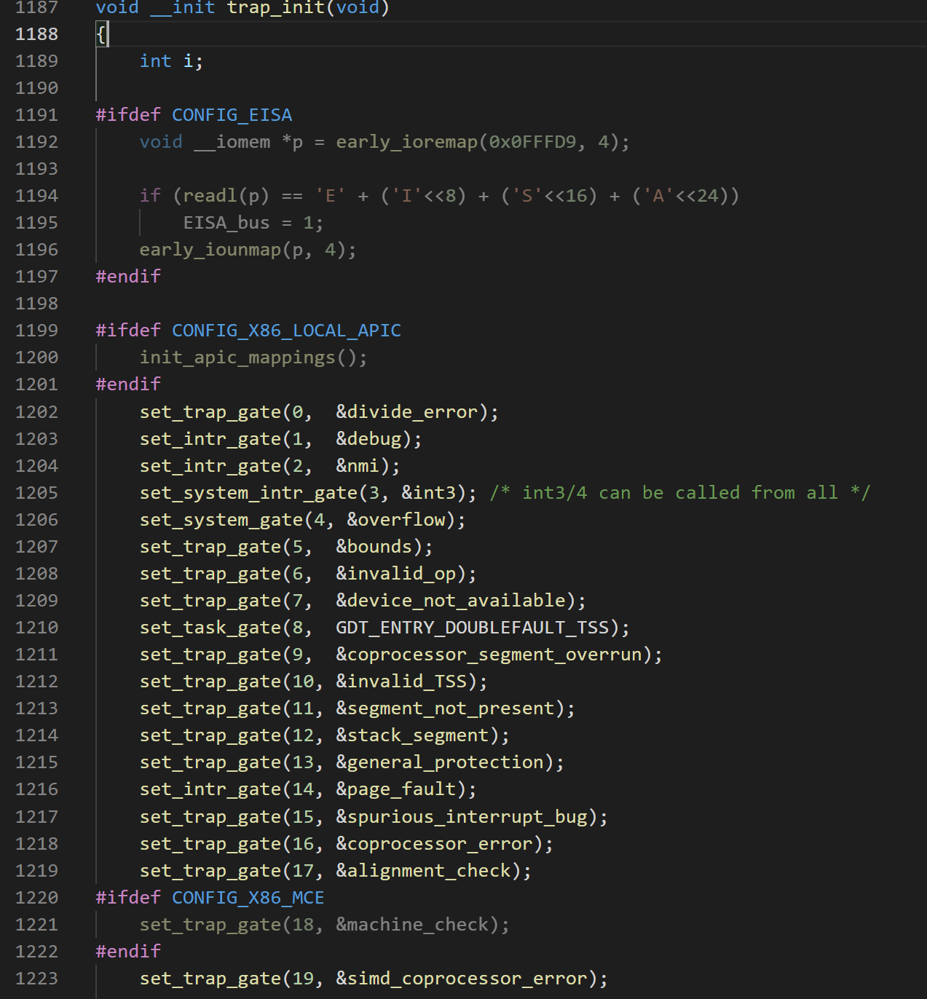 1187 void __init trap_init(void)
1188 {
1189     int i;
1190
1191 #ifdef CONFIG_EISA
1192     void __iomem *p = early_ioremap(0x0FFFD9, 4);
1193
1194     if (readl(p) == 'E' + ('I'<<8) + ('S'<<16) + ('A'<<24))
1195         EISA_bus = 1;
1196     early_iounmap(p, 4);
1197 #endif
1198
1199 #ifdef CONFIG_X86_LOCAL_APIC
1200     init_apic_mappings();
1201 #endif
1202     set_trap_gate(0,  &divide_error);
1203     set_intr_gate(1,  &debug);
1204     set_intr_gate(2,  &nmi);
1205     set_system_intr_gate(3, &int3); /* int3/4 can be called from all */
1206     set_system_gate(4, &overflow);
1207     set_trap_gate(5,  &bounds);
1208     set_trap_gate(6,  &invalid_op);
1209     set_trap_gate(7,  &device_not_available);
1210     set_task_gate(8,  GDT_ENTRY_DOUBLEFAULT_TSS);
1211     set_trap_gate(9,  &coprocessor_segment_overrun);
1212     set_trap_gate(10, &invalid_TSS);
1213     set_trap_gate(11, &segment_not_present);
1214     set_trap_gate(12, &stack_segment);
1215     set_trap_gate(13, &general_protection);
1216     set_intr_gate(14, &page_fault);
1217     set_trap_gate(15, &spurious_interrupt_bug);
1218     set_trap_gate(16, &coprocessor_error);
1219     set_trap_gate(17, &alignment_check);
1220 #ifdef CONFIG_X86_MCE
1221     set_trap_gate(18, &machine_check);
1222 #endif
1223     set_trap_gate(19, &simd_coprocessor_error);